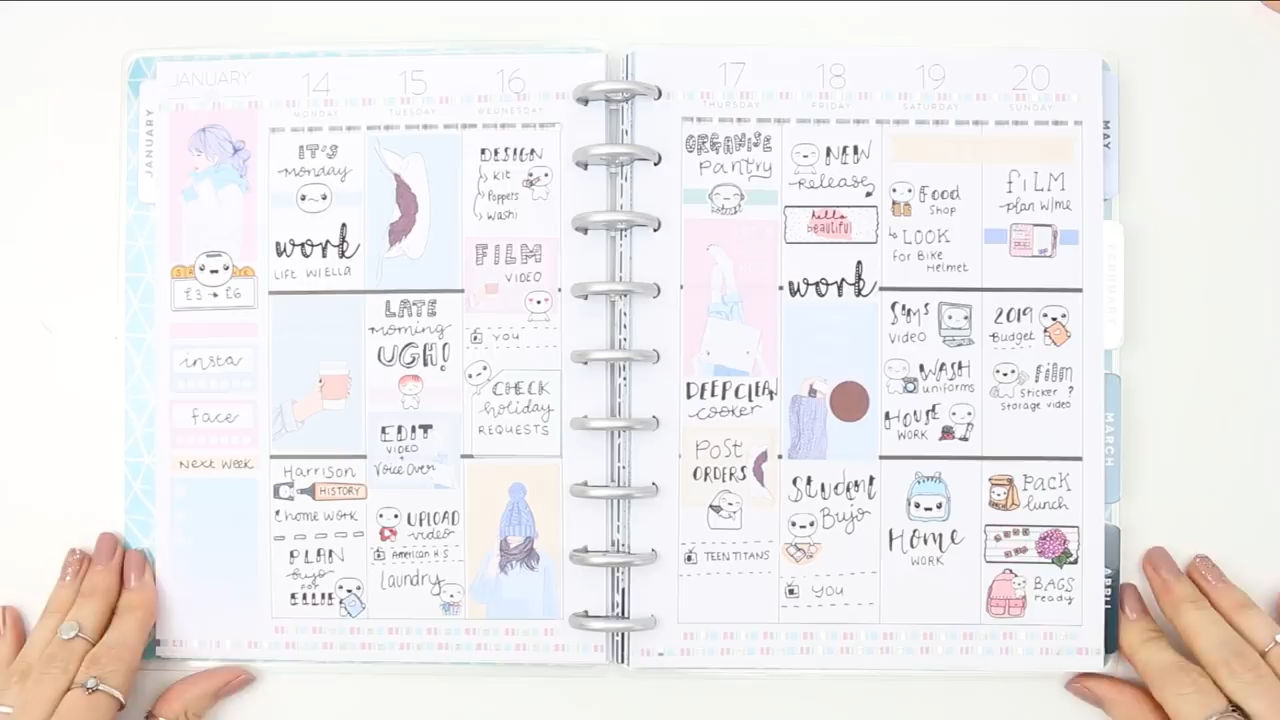 JANUARY
JANUARY
£3 → £6
insta
face
Next Week
14
MONDAY
IT'S
monday
work
LIFT W/ELLA
Harrison
HISTORY
home work
PLAN
bujo
FOR
ELLIE
15
TUESDAY
LATE
morning
UGH!
EDIT
VIDEO
Voice Over
UPLOAD
video
American H.S
laundry
16
WEDNESDAY
DESIGN
Kit
Poppets
Washi
FILM
VIDEO
YOU
CHECK
holiday
REQUESTS
17
THURSDAY
ORGANISE
pantry
DEEP CLEAN
cooker
POST
ORDERS
TEEN TITANS
18
FRIDAY
NEW
release
hello
beautiful
work
Student
Bujo
YOU
19
SATURDAY
Food
Shop
LOOK
for Bike
Helmet
SIMS
VIDEO
WASH
uniforms
HOUSE
WORK
HOME
WORK
20
SUNDAY
fiLM
plan w/me
2019
Budget
Film
Sticker ?
Storage video
PACK
lunch
BAGS
ready
MAY
FEBRUARY
MARCH
APRIL